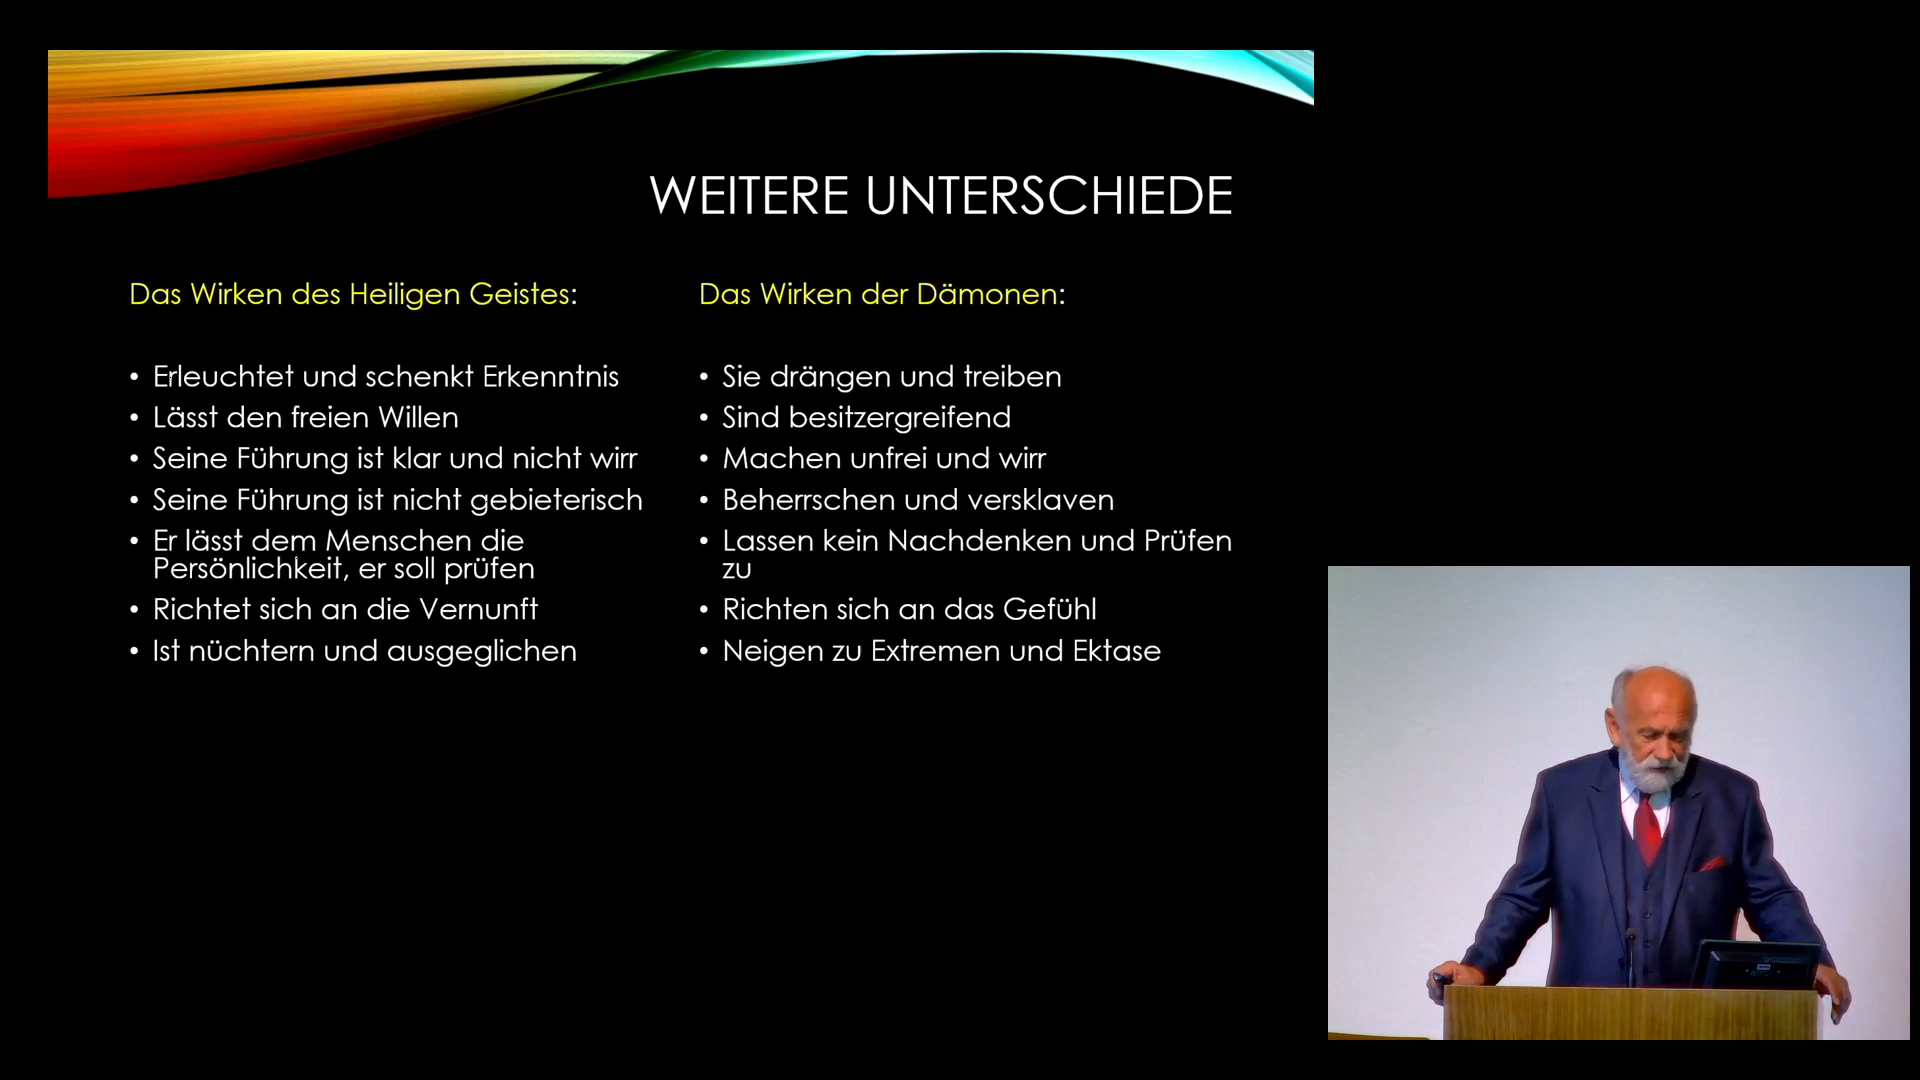 WEITERE UNTERSCHIEDE
Das Wirken des Heiligen Geistes:
• Erleuchtet und schenkt Erkenntnis
• Lässt den freien Willen
• Seine Führung ist klar und nicht wirr
• Seine Führung ist nicht gebieterisch
• Er lässt dem Menschen die
Persönlichkeit, er soll prüfen
• Richtet sich an die Vernunft
• Ist nüchtern und ausgeglichen
Das Wirken der Dämonen:
• Sie drängen und treiben
• Sind besitzergreifend
• Machen unfrei und wirr
• Beherrschen und versklaven
• Lassen kein Nachdenken und Prüfen
zu
• Richten sich an das Gefühl
• Neigen zu Extremen und Ektase